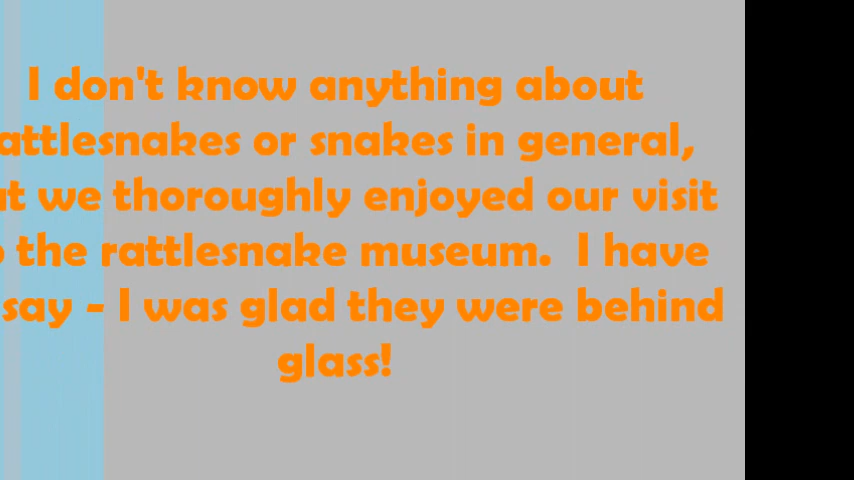 I don't know anything about
attlesnakes or snakes in general,
we thoroughly enjoyed our visit
the rattlesnake museum. I have
say - I was glad they were behind
glass!